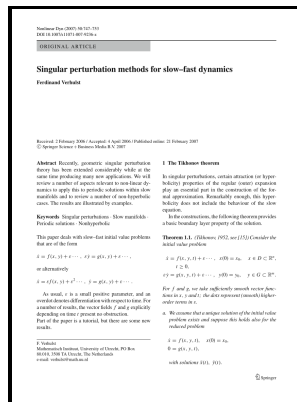 Nonlinear Dyn (2007) 50:747–753
DOI 10.1007/s11071-007-9236-z
ORIGINAL ARTICLE
Singular perturbation methods for slow–fast dynamics
Ferdinand Verhulst
Received: 2 February 2006 / Accepted: 4 April 2006 / Published online: 21 February 2007
© Springer Science + Business Media B.V. 2007
Abstract Recently, geometric singular perturbation
theory has been extended considerably while at the
same time producing many new applications. We will
review a number of aspects relevant to non-linear dy-
namics to apply this to periodic solutions within slow
manifolds and to review a number of non-hyperbolic
cases. The results are illustrated by examples.
Keywords Singular perturbations · Slow manifolds ·
Periodic solutions · Nonhyperbolic
This paper deals with slow–fast initial value problems
that are of the form
ẋ = f(x, y) + ε ··· , εẏ = g(x, y) + ε ··· ,
or alternatively
As usual, ε is a small positive parameter, and an
overdot denotes differentiation with respect to time. For
a number of results, the vector fields f and g explicitly
depending on time t present no obstruction.
Part of the paper is a tutorial, but there are some new
results.
F. Verhulst
Mathematisch Instituut, University of Utrecht, PO Box
80.010, 3508 TA Utrecht, The Netherlands
e-mail: verhulst@math.uu.nl
1 The Tikhonov theorem
In singular perturbations, certain attraction (or hyper-
bolicity) properties of the regular (outer) expansion
play an essential part in the construction of the for-
mal approximation. Remarkably enough, this hyper-
bolicity does not include the behaviour of the slow
equation.
In the constructions, the following theorem provides
a basic boundary layer property of the solution.
Theorem 1.1. (Tikhonov, 1952, see [15]) Consider the
initial value problem
ẋ = f(x, y, t) + ε ··· , x(0) = x₀, x ∈ D ⊂ ℝⁿ,
t ≥ 0,
εẏ = g(x, y, t) + ε ··· , y(0) = y₀, y ∈ G ⊂ ℝᵐ.
For f and g, we take sufficiently smooth vector func-
tions in x, y and t; the dots represent (smooth) higher-
order terms in ε.
a. We assume that a unique solution of the initial value
problem exists and suppose this holds also for the
reduced problem
ẋ = f(x, y, t), x(0) = x₀,
0 = g(x, y, t),
with solutions x̄(t), ȳ(t).
Springer